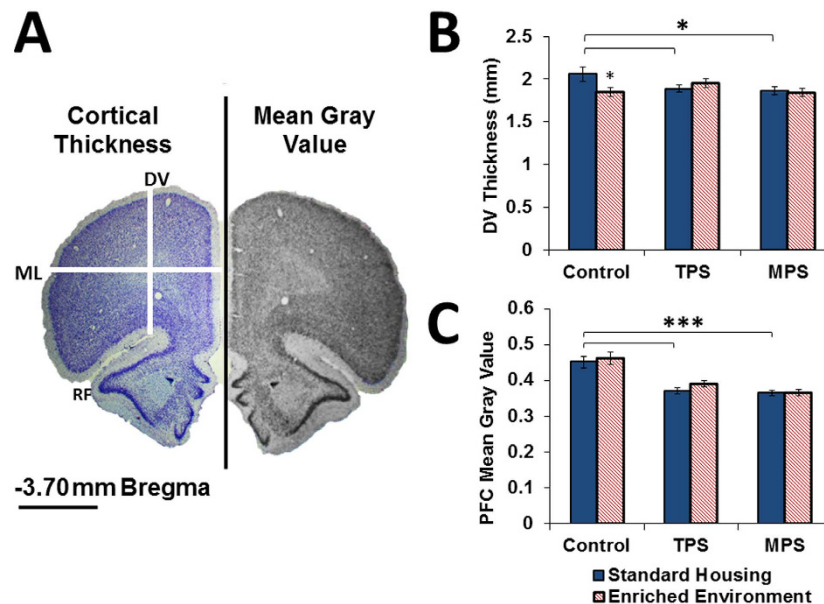 A
Cortical
Thickness
Mean Gray
Value
DV
ML
RF
-3.70 mm Bregma
B
*
*
DV Thickness (mm)
2.5
2
1.5
1
0.5
0
Control
TPS
MPS
C
***
PFC Mean Gray Value
0.6
0.5
0.4
0.3
0.2
0.1
0
Control
TPS
MPS
Standard Housing
Enriched Environment